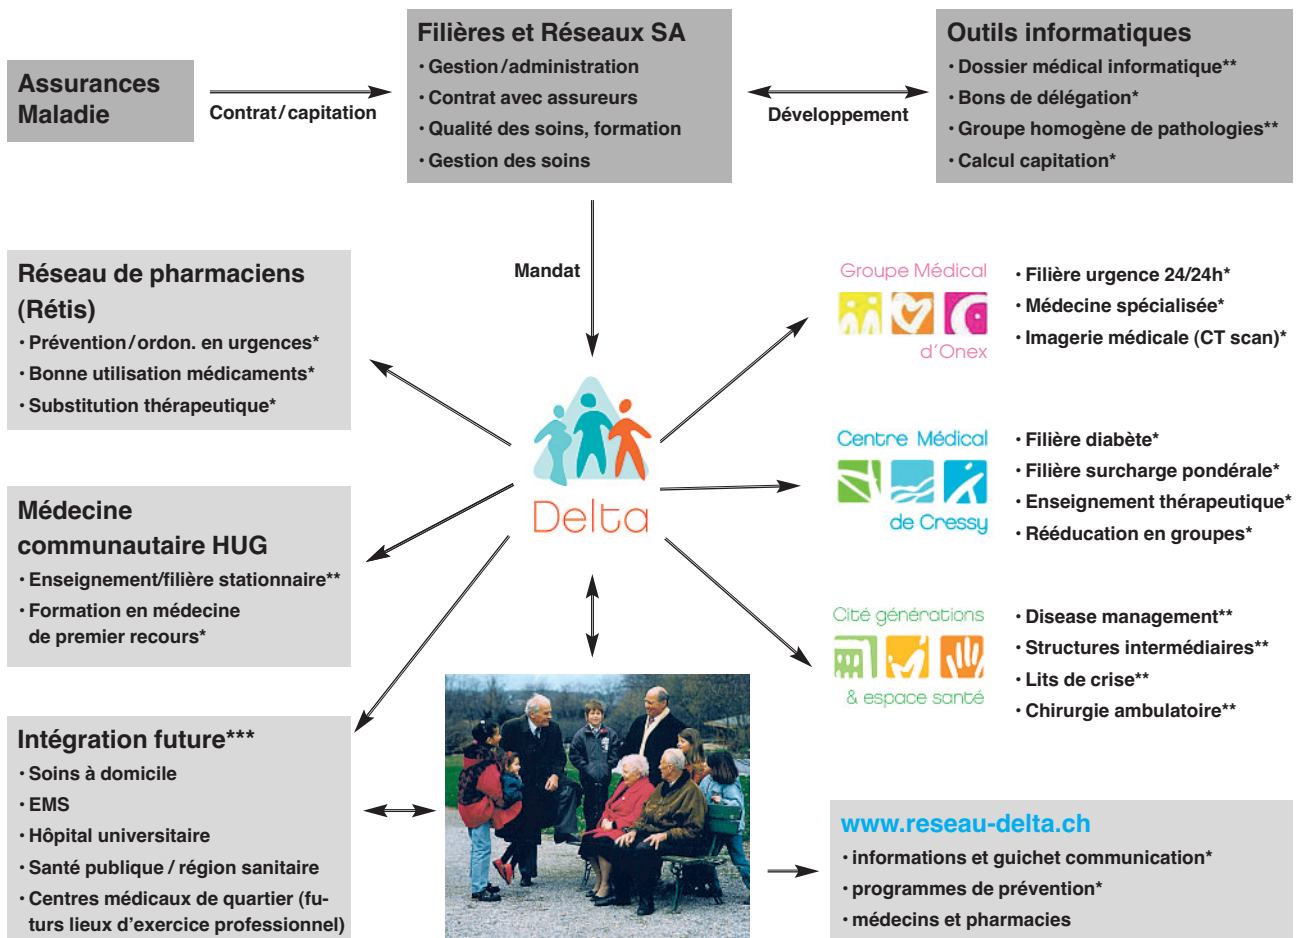 Assurances
Maladie
Contrat/capitation
Filières et Réseaux SA
• Gestion/administration
• Contrat avec assureurs
• Qualité des soins, formation
• Gestion des soins
Développement
Outils informatiques
• Dossier médical informatique**
• Bons de délégation*
• Groupe homogène de pathologies**
• Calcul capitation*
Mandat
Réseau de pharmaciens
(Rétis)
• Prévention/ordon. en urgences*
• Bonne utilisation médicaments*
• Substitution thérapeutique*
Groupe Médical
d'Onex
• Filière urgence 24/24h*
• Médecine spécialisée*
• Imagerie médicale (CT scan)*
Delta
Centre Médical
de Cressy
• Filière diabète*
• Filière surcharge pondérale*
• Enseignement thérapeutique*
• Rééducation en groupes*
Médecine
communautaire HUG
• Enseignement/filière stationnaire**
• Formation en médecine
de premier recours*
Cité générations
& espace santé
• Disease management**
• Structures intermédiaires**
• Lits de crise**
• Chirurgie ambulatoire**
Intégration future***
• Soins à domicile
• EMS
• Hôpital universitaire
• Santé publique / région sanitaire
• Centres médicaux de quartier (fu-
turs lieux d'exercice professionnel)
www.reseau-delta.ch
• informations et guichet communication*
• programmes de prévention*
• médecins et pharmacies